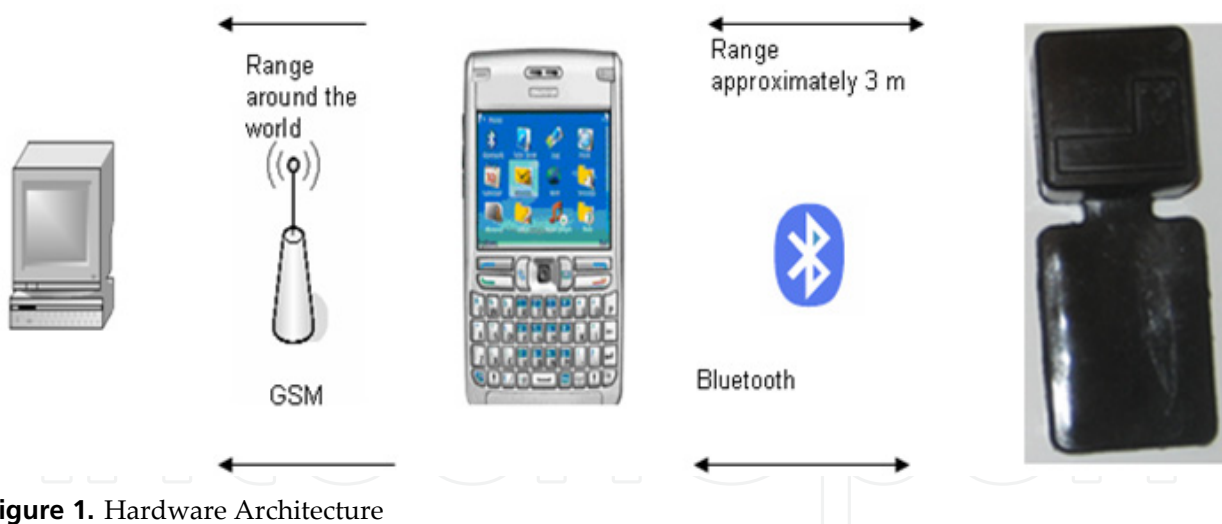 Range
around the
world
GSM
Range
approximately 3 m
Bluetooth
igure 1. Hardware Architecture